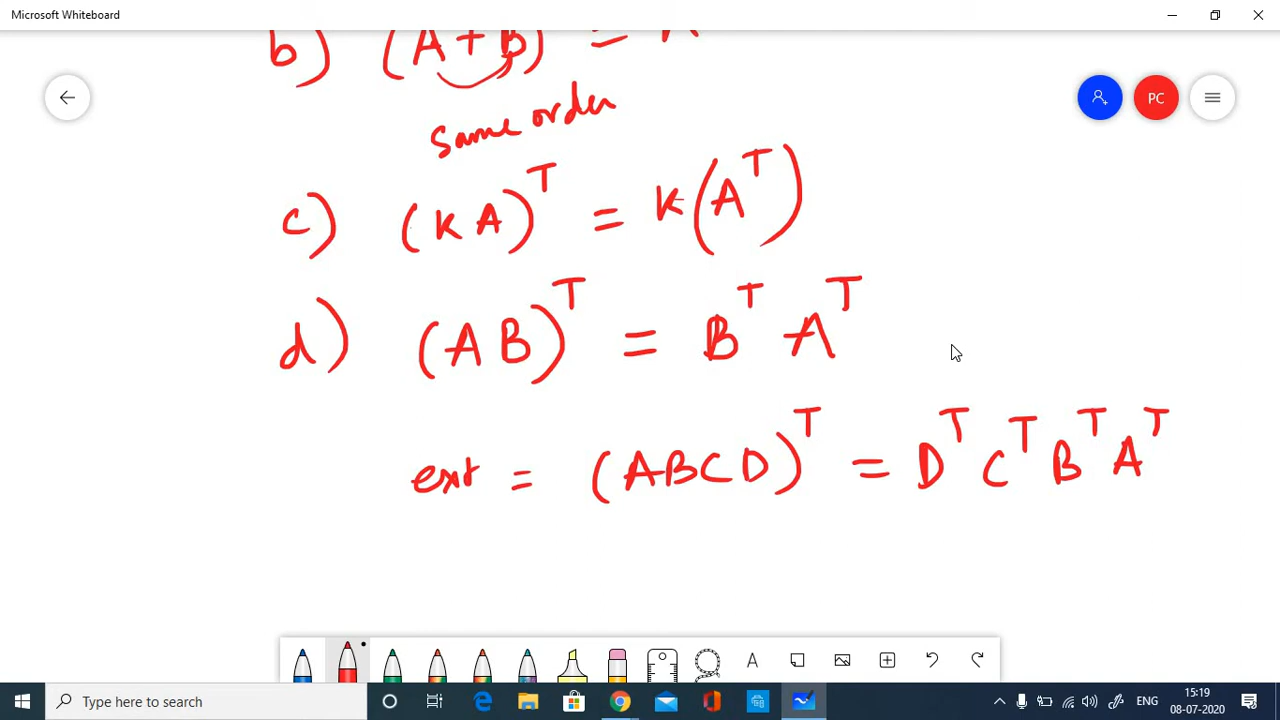 Microsoft Whiteboard
b) (A + B) = A
same order
PC
c) (KA)^T = K(A^T)
d) (AB)^T = B^T A^T
ext = (ABCD)^T = D^T C^T B^T A^T
A
Type here to search
ENG
15:19
08-07-2020